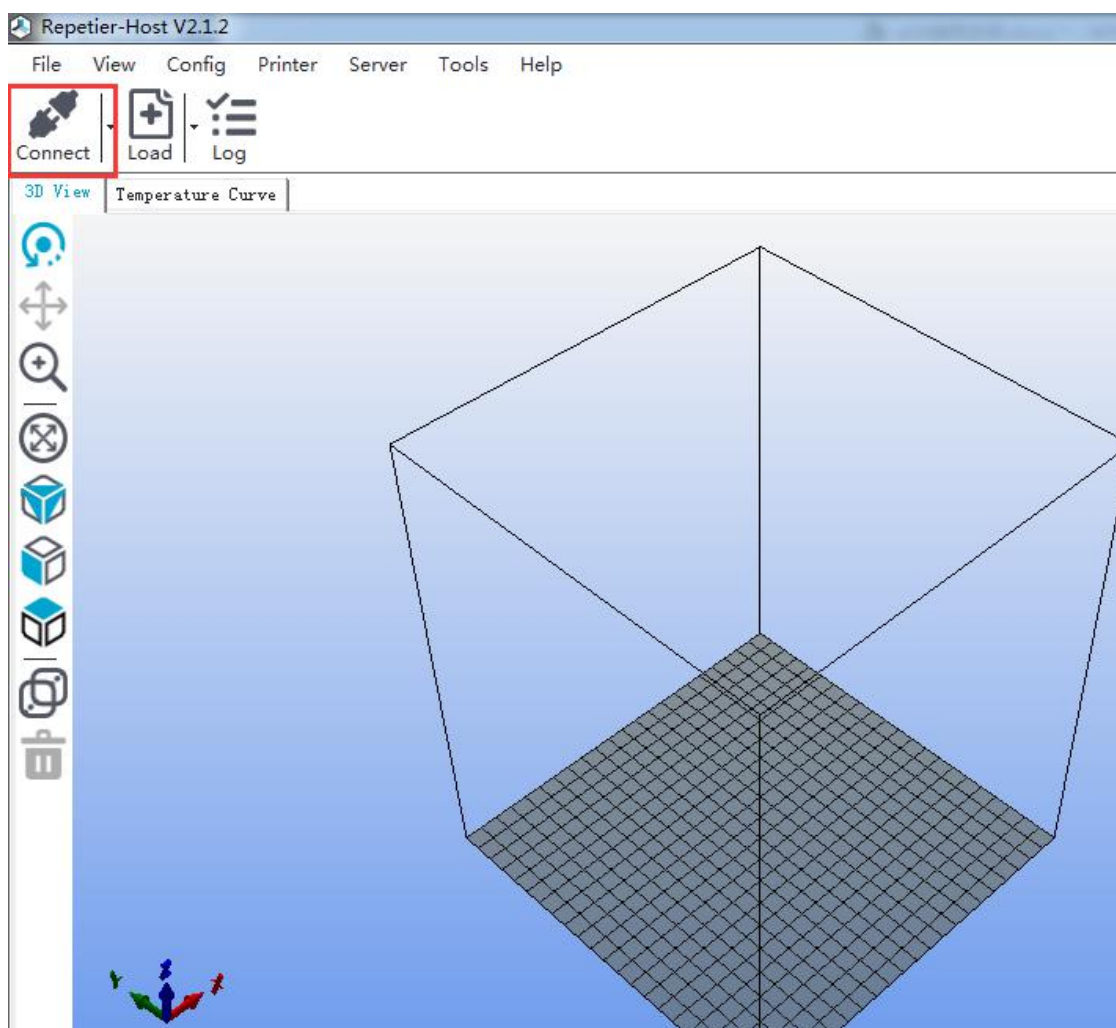 Repetier-Host V2.1.2
File View Config Printer Server Tools Help
Connect Load Log
3D View Temperature Curve
Y Z X